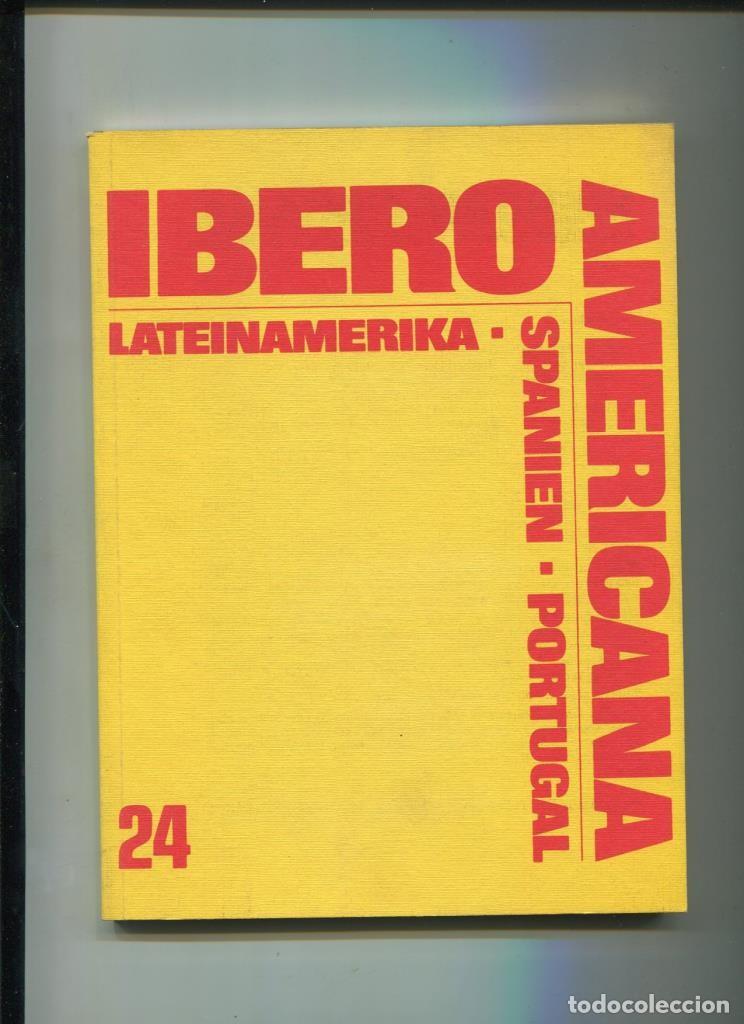 IBERO
AMERICANA
LATEINAMERIKA ·
SPANIEN · PORTUGAL
24
todocoleccion